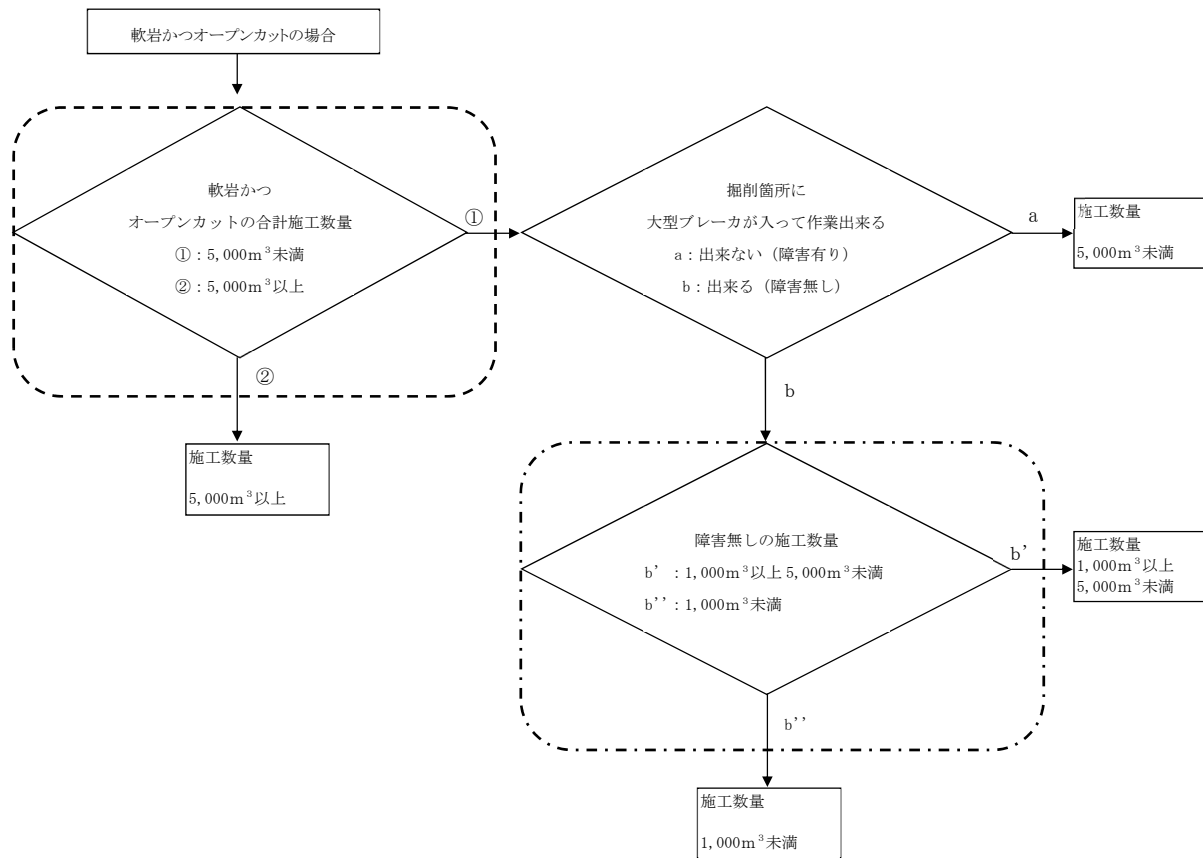 軟岩かつオープンカットの場合
軟岩かつ
オープンカットの合計施工数量
①：5,000m³未満
②：5,000m³以上
①
②
施工数量
5,000m³以上
掘削箇所に
大型ブレーカが入って作業出来る
a：出来ない（障害有り）
b：出来る（障害無し）
a
施工数量
5,000m³未満
b
障害無しの施工数量
b’：1,000m³以上 5,000m³未満
b’’：1,000m³未満
b’
施工数量
1,000m³以上
5,000m³未満
b’’
施工数量
1,000m³未満